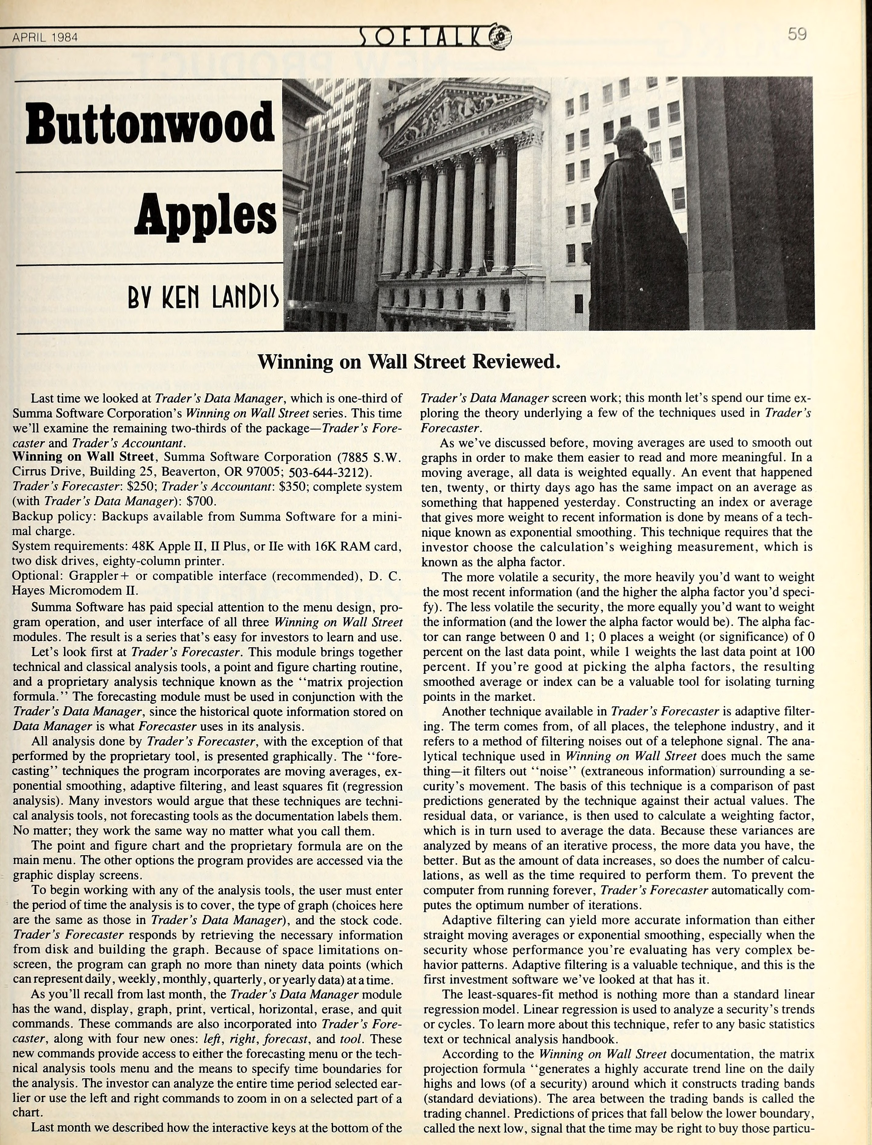 APRIL 1984
SOFTALK
59
Buttonwood
Apples
BY KEN LANDIS
Winning on Wall Street Reviewed.
Last time we looked at Trader's Data Manager, which is one-third of
Summa Software Corporation's Winning on Wall Street series. This time
we'll examine the remaining two-thirds of the package—Trader's Fore-
caster and Trader's Accountant.
Winning on Wall Street, Summa Software Corporation (7885 S.W.
Cirrus Drive, Building 25, Beaverton, OR 97005; 503-644-3212).
Trader's Forecaster: $250; Trader's Accountant: $350; complete system
(with Trader's Data Manager): $700.
Backup policy: Backups available from Summa Software for a mini-
mal charge.
System requirements: 48K Apple II, II Plus, or IIe with 16K RAM card,
two disk drives, eighty-column printer.
Optional: Grappler+ or compatible interface (recommended), D. C.
Hayes Micromodem II.
Summa Software has paid special attention to the menu design, pro-
gram operation, and user interface of all three Winning on Wall Street
modules. The result is a series that's easy for investors to learn and use.
Let's look first at Trader's Forecaster. This module brings together
technical and classical analysis tools, a point and figure charting routine,
and a proprietary analysis technique known as the "matrix projection
formula." The forecasting module must be used in conjunction with the
Trader's Data Manager, since the historical quote information stored on
Data Manager is what Forecaster uses in its analysis.
All analysis done by Trader's Forecaster, with the exception of that
performed by the proprietary tool, is presented graphically. The "fore-
casting" techniques the program incorporates are moving averages, ex-
ponential smoothing, adaptive filtering, and least squares fit (regression
analysis). Many investors would argue that these techniques are techni-
cal analysis tools, not forecasting tools as the documentation labels them.
No matter; they work the same way no matter what you call them.
The point and figure chart and the proprietary formula are on the
main menu. The other options the program provides are accessed via the
graphic display screens.
To begin working with any of the analysis tools, the user must enter
the period of time the analysis is to cover, the type of graph (choices here
are the same as those in Trader's Data Manager), and the stock code.
Trader's Forecaster responds by retrieving the necessary information
from disk and building the graph. Because of space limitations on-
screen, the program can graph no more than ninety data points (which
can represent daily, weekly, monthly, quarterly, or yearly data) at a time.
As you'll recall from last month, the Trader's Data Manager module
has the wand, display, graph, print, vertical, horizontal, erase, and quit
commands. These commands are also incorporated into Trader's Fore-
caster, along with four new ones: left, right, forecast, and tool. These
new commands provide access to either the forecasting menu or the tech-
nical analysis tools menu and the means to specify time boundaries for
the analysis. The investor can analyze the entire time period selected ear-
lier or use the left and right commands to zoom in on a selected part of a
chart.
Last month we described how the interactive keys at the bottom of the
Trader's Data Manager screen work; this month let's spend our time ex-
ploring the theory underlying a few of the techniques used in Trader's
Forecaster.
As we've discussed before, moving averages are used to smooth out
graphs in order to make them easier to read and more meaningful. In a
moving average, all data is weighted equally. An event that happened
ten, twenty, or thirty days ago has the same impact on an average as
something that happened yesterday. Constructing an index or average
that gives more weight to recent information is done by means of a tech-
nique known as exponential smoothing. This technique requires that the
investor choose the calculation's weighing measurement, which is
known as the alpha factor.
The more volatile a security, the more heavily you'd want to weight
the most recent information (and the higher the alpha factor you'd speci-
fy). The less volatile the security, the more equally you'd want to weight
the information (and the lower the alpha factor would be). The alpha fac-
tor can range between 0 and 1; 0 places a weight (or significance) of 0
percent on the last data point, while 1 weights the last data point at 100
percent. If you're good at picking the alpha factors, the resulting
smoothed average or index can be a valuable tool for isolating turning
points in the market.
Another technique available in Trader's Forecaster is adaptive filter-
ing. The term comes from, of all places, the telephone industry, and it
refers to a method of filtering noises out of a telephone signal. The ana-
lytical technique used in Winning on Wall Street does much the same
thing—it filters out "noise" (extraneous information) surrounding a se-
curity's movement. The basis of this technique is a comparison of past
predictions generated by the technique against their actual values. The
residual data, or variance, is then used to calculate a weighting factor,
which is in turn used to average the data. Because these variances are
analyzed by means of an iterative process, the more data you have, the
better. But as the amount of data increases, so does the number of calcu-
lations, as well as the time required to perform them. To prevent the
computer from running forever, Trader's Forecaster automatically com-
putes the optimum number of iterations.
Adaptive filtering can yield more accurate information than either
straight moving averages or exponential smoothing, especially when the
security whose performance you're evaluating has very complex be-
havior patterns. Adaptive filtering is a valuable technique, and this is the
first investment software we've looked at that has it.
The least-squares-fit method is nothing more than a standard linear
regression model. Linear regression is used to analyze a security's trends
or cycles. To learn more about this technique, refer to any basic statistics
text or technical analysis handbook.
According to the Winning on Wall Street documentation, the matrix
projection formula "generates a highly accurate trend line on the daily
highs and lows (of a security) around which it constructs trading bands
(standard deviations). The area between the trading bands is called the
trading channel. Predictions of prices that fall below the lower boundary,
called the next low, signal that the time may be right to buy those particu-